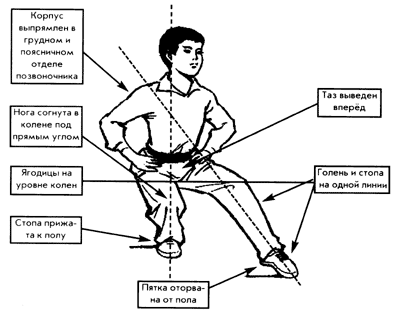 Корпус
выпрямлен в
грудном и
поясничном
отделе
позвоночника
Нога согнута в
колене под
прямым углом
Ягодицы на
уровне колен
Стопа прижа-
та к полу
Пятка оторва-
на от пола
Таз выведен
вперёд
Голень и стопа
на одной линии